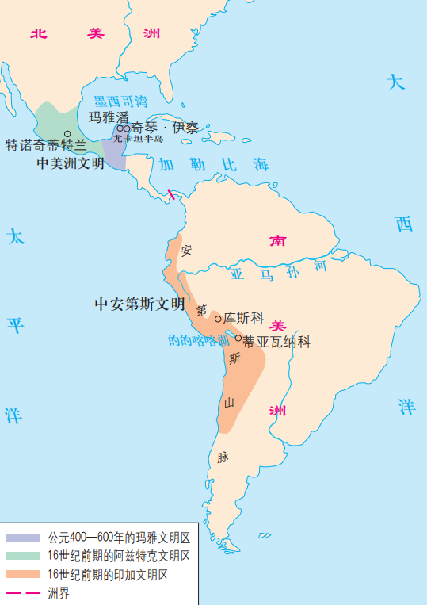 北美洲
大
墨西哥湾
玛雅潘
奇琴·伊察
尤卡坦半岛
特诺奇蒂特兰
中美洲文明
加勒比海
太
西
南
安
亚马孙河
中安第斯文明
第
库斯科
平
美
的的喀喀湖
蒂亚瓦纳科
斯
山
洲
洋
洋
脉
公元400—600年的玛雅文明区
16世纪前期的阿兹特克文明区
16世纪前期的印加文明区
洲界